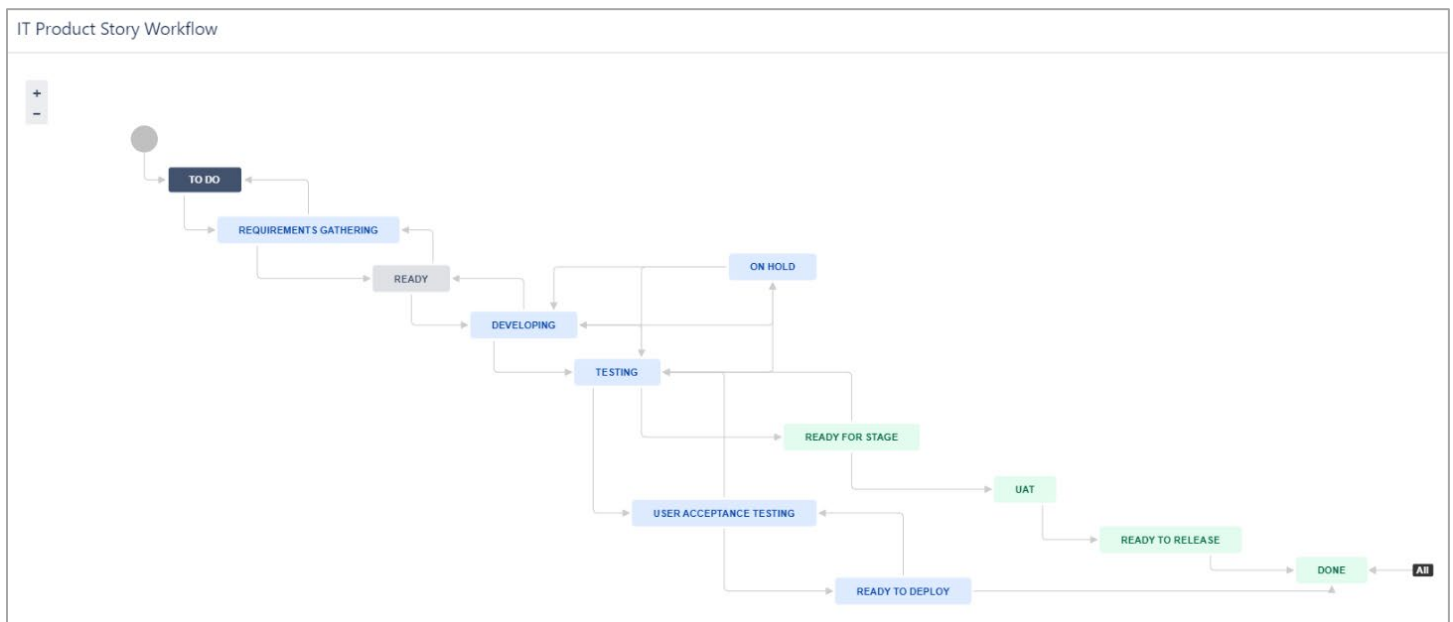 IT Product Story Workflow
+
−
TO DO
REQUIREMENTS GATHERING
ON HOLD
READY
DEVELOPING
TESTING
READY FOR STAGE
UAT
USER ACCEPTANCE TESTING
READY TO RELEASE
DONE
All
READY TO DEPLOY